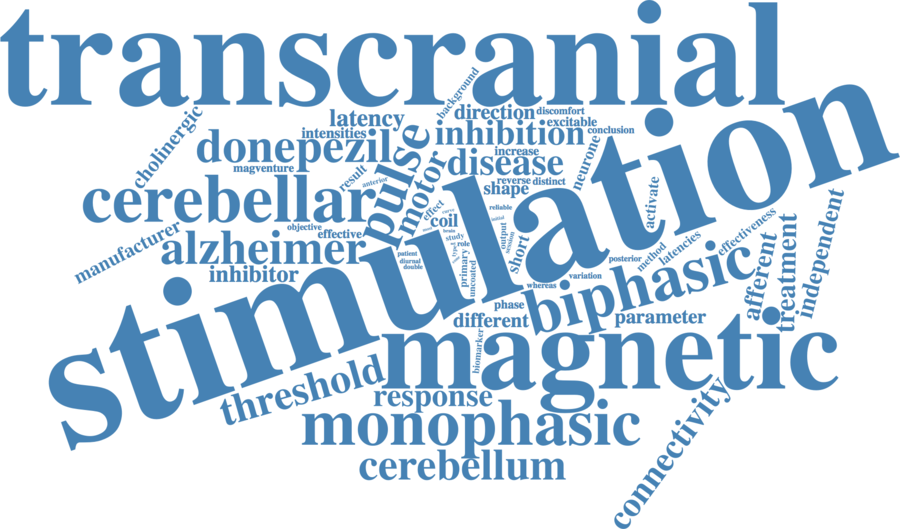 transcranial
stimulation
magnetic
background
direction
discomfort
latency
excitable
intensities
inhibition
conclusion
cholinergic
donepezil
pulse
increase
neurone
magventure
result
anterior
motor
disease
reverse
distinct
shape
activate
cerebellar
effect
coil
reliable
initial
objective
effective
brain
study
output
session
independent
manufacturer
alzheimer
patient
diurnal
double
role
type
short
method
latencies
effectiveness
posterior
afferent
treatment
inhibitor
primary
uncoated
variation
whereas
biphasic
phase
different
parameter
biomarker
threshold
response
monophasic
connectivity
cerebellum